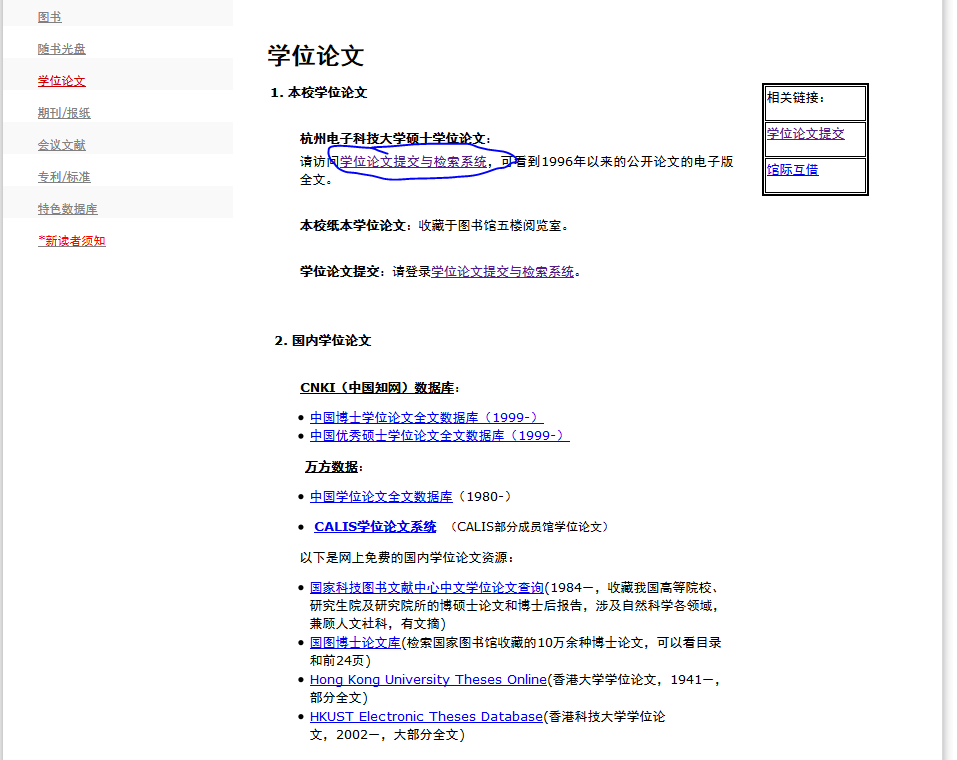 图书
随书光盘
学位论文
期刊/报纸
会议文献
专利/标准
特色数据库
*新读者须知
学位论文
1. 本校学位论文
杭州电子科技大学硕士学位论文：
请访问学位论文提交与检索系统，可看到1996年以来的公开论文的电子版
全文。
本校纸本学位论文：收藏于图书馆五楼阅览室。
学位论文提交：请登录学位论文提交与检索系统。
2. 国内学位论文
CNKI（中国知网）数据库：
• 中国博士学位论文全文数据库（1999-）
• 中国优秀硕士学位论文全文数据库（1999-）
万方数据：
• 中国学位论文全文数据库（1980-）
• CALIS学位论文系统 （CALIS部分成员馆学位论文）
以下是网上免费的国内学位论文资源：
• 国家科技图书文献中心中文学位论文查询(1984—，收藏我国高等院校、
研究生院及研究院所的博硕士论文和博士后报告，涉及自然科学各领域，
兼顾人文社科，有文摘)
• 国图博士论文库(检索国家图书馆收藏的10万余种博士论文，可以看目录
和前24页)
• Hong Kong University Theses Online(香港大学学位论文，1941—，
部分全文)
• HKUST Electronic Theses Database(香港科技大学学位论
文，2002—，大部分全文)
相关链接：
学位论文提交
馆际互借